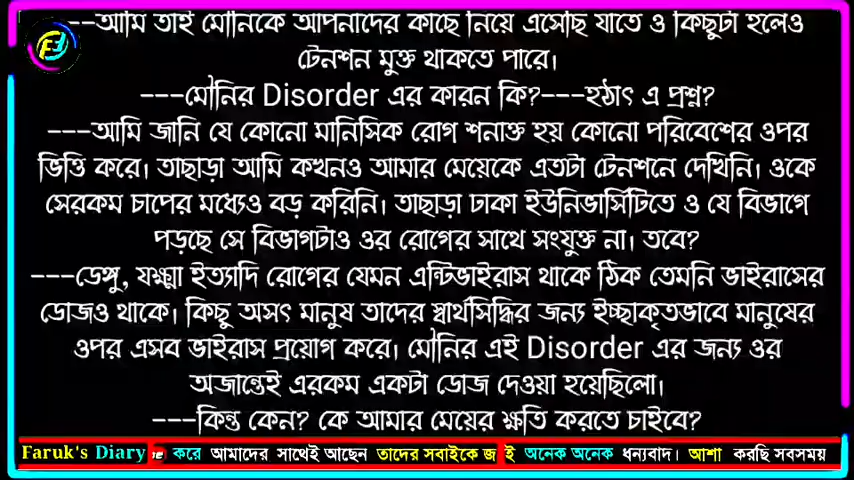 ---আমি তাই মৌনিকে আপনাদের কাছে নিয়ে এসেছি যাতে ও কিছুটা হলেও
টেনশন মুক্ত থাকতে পারে।
---মৌনির Disorder এর কারন কি?---হঠাৎ এ প্রশ্ন?
---আমি জানি যে কোনো মানিসিক রোগ শনাক্ত হয় কোনো পরিবেশের ওপর
ভিত্তি করে। তাছাড়া আমি কখনও আমার মেয়েকে এতটা টেনশনে দেখিনি। ওকে
সেরকম চাপের মধ্যেও বড় করিনি। তাছাড়া ঢাকা ইউনিভার্সিটিতে ও যে বিভাগে
পড়ছে সে বিভাগটাও ওর রোগের সাথে সংযুক্ত না। তবে?
---ডেঙ্গু, যক্ষ্মা ইত্যাদি রোগের যেমন এন্টিভাইরাস থাকে ঠিক তেমনি ভাইরাসের
ডোজও থাকে। কিছু অসৎ মানুষ তাদের স্বার্থসিদ্ধির জন্য ইচ্ছাকৃতভাবে মানুষের
ওপর এসব ভাইরাস প্রয়োগ করে। মৌনির এই Disorder এর জন্য ওর
অজান্তেই এরকম একটা ডোজ দেওয়া হয়েছিলো।
---কিন্ত কেন? কে আমার মেয়ের ক্ষতি করতে চাইবে?
Faruk's Diary করে আমাদের সাথেই আছেন তাদের সবাইকে অনেক অনেক ধন্যবাদ। আশা করছি সবসময়